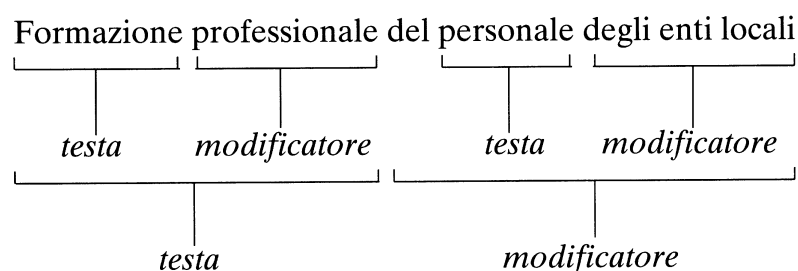 Formazione professionale del personale degli enti locali
testa modificatore testa modificatore
testa modificatore